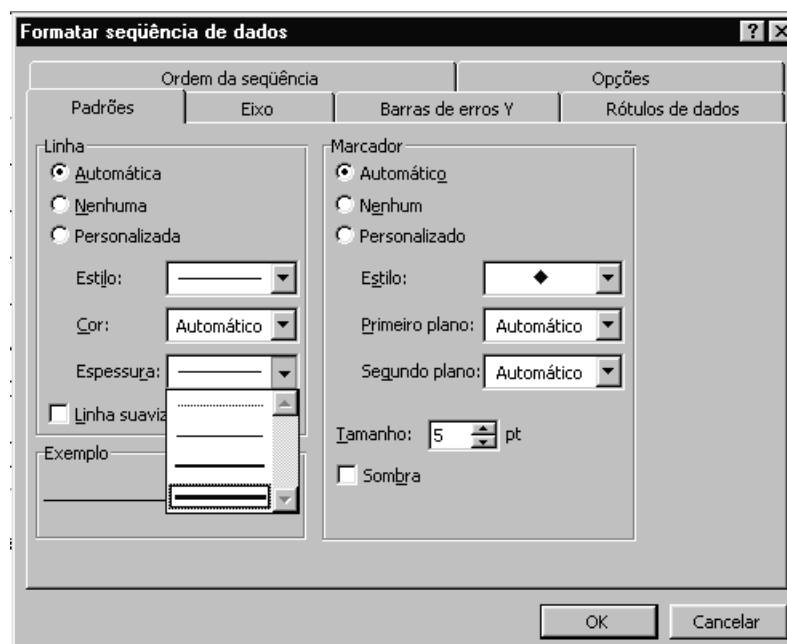 Formatar seqüência de dados
Ordem da seqüência Opções
Padrões Eixo Barras de erros Y Rótulos de dados
Linha
Automática
Nenhuma
Personalizada
Estilo:
Cor: Automático
Espessura:
Linha suaviz
Exemplo
Marcador
Automático
Nenhum
Personalizado
Estilo:
Primeiro plano: Automático
Segundo plano: Automático
Tamanho: 5 pt
Sombra
OK Cancelar